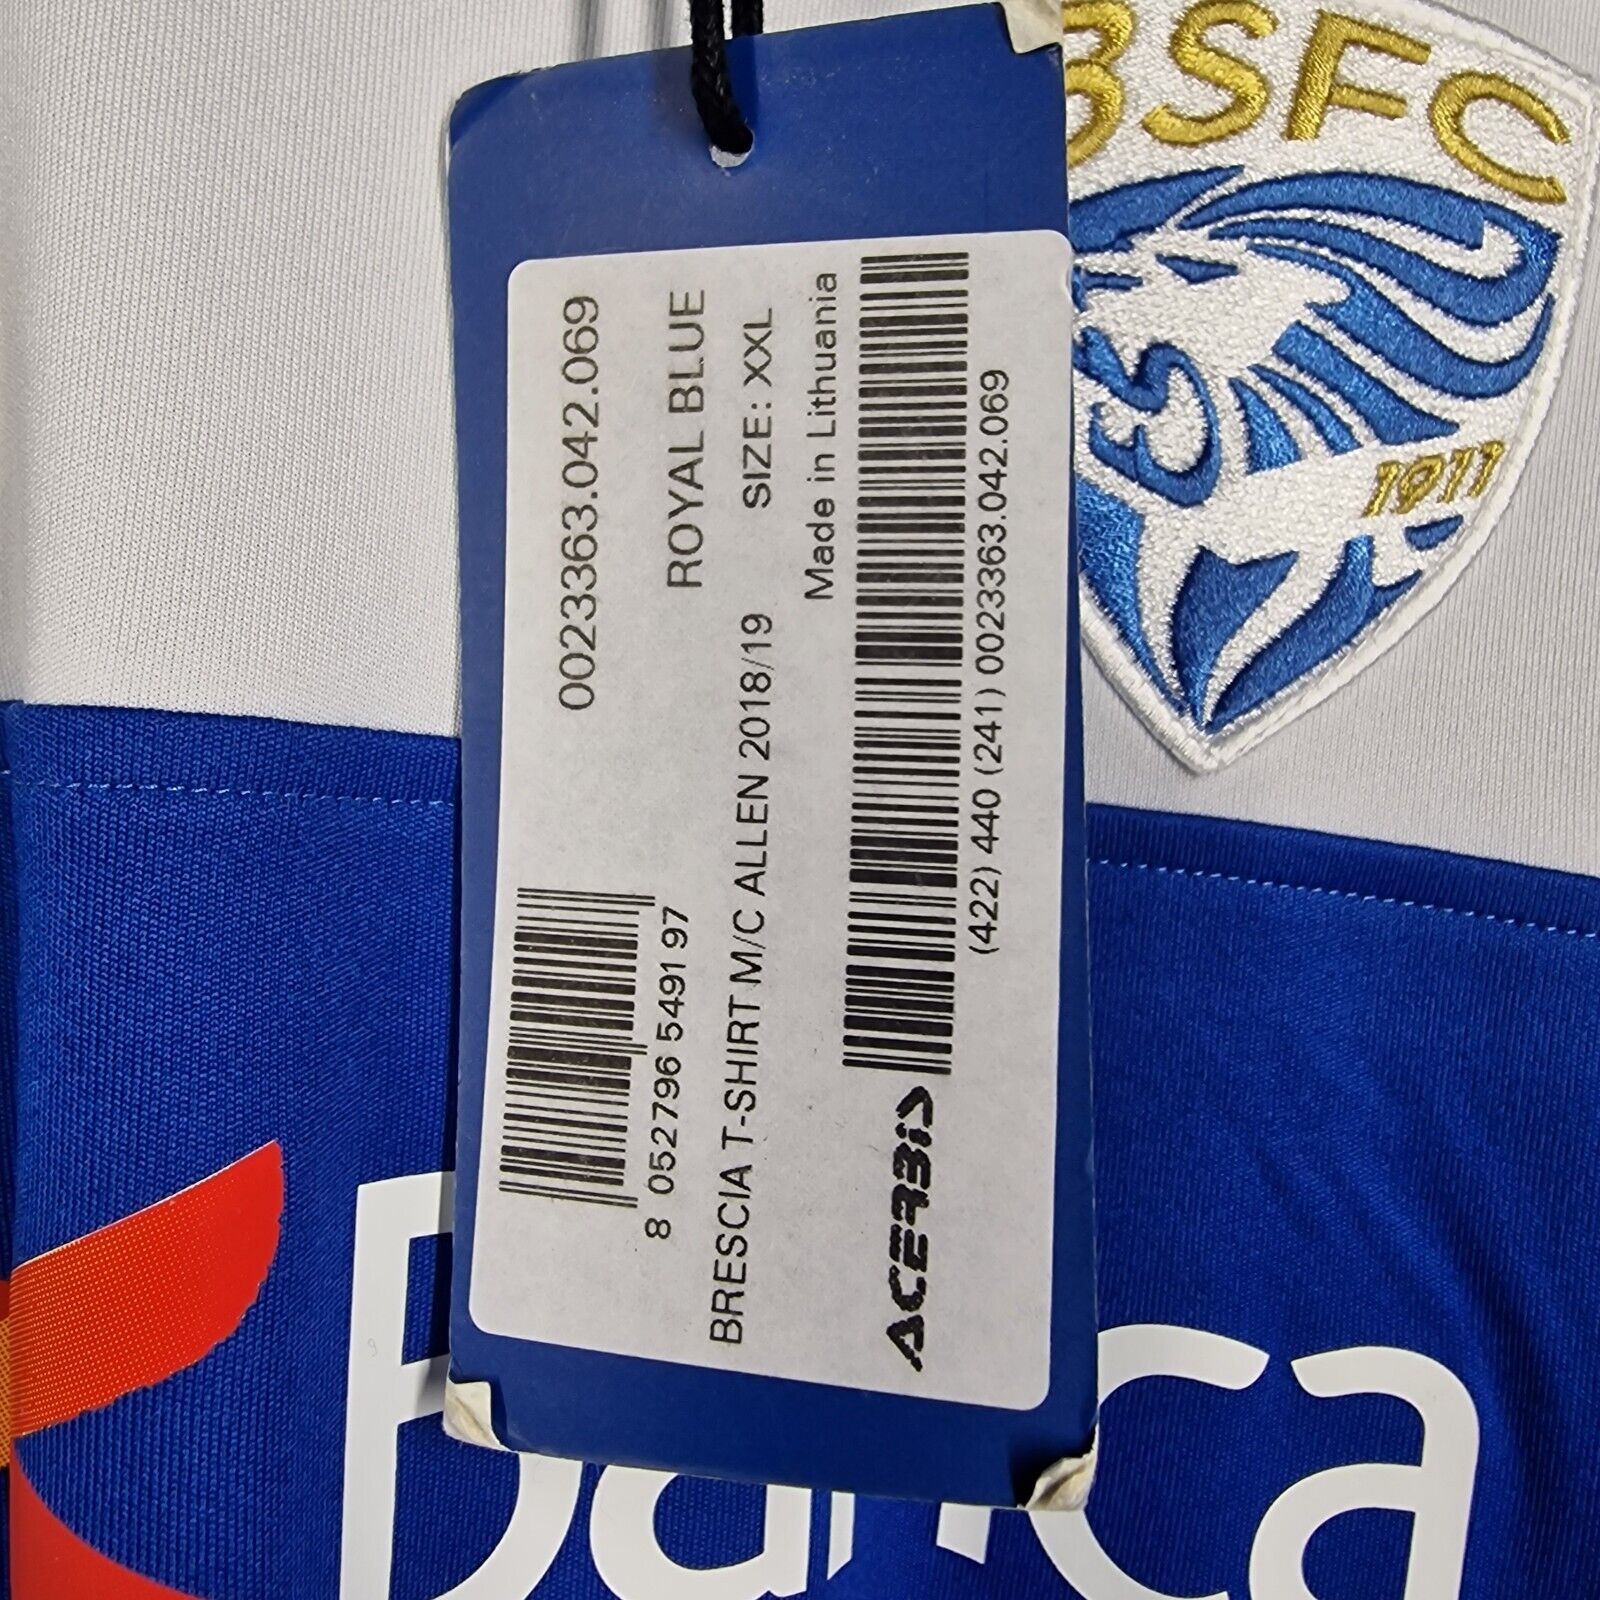 BSFC
1911
0023363.042.069
8 052796 549197
ROYAL BLUE
BRESCIA T-SHIRT M/C ALLEN 2018/19
SIZE: XXL
Made in Lithuania
(422) 440 (241) 0023363.042.069
ACERBIS
Banca